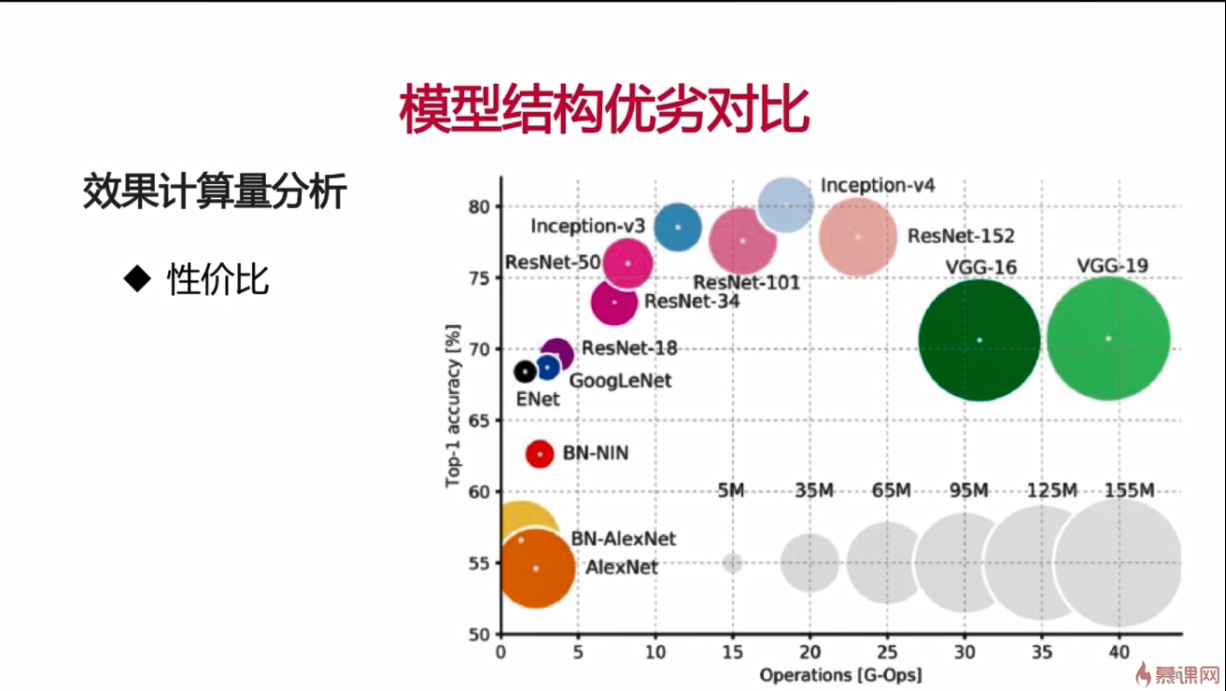 模型结构优劣对比
效果计算量分析
◆ 性价比
Inception-v4
Inception-v3
ResNet-152
ResNet-50
VGG-16
VGG-19
ResNet-101
ResNet-34
ResNet-18
GoogLeNet
ENet
BN-NIN
5M 35M 65M 95M 125M 155M
BN-AlexNet
AlexNet
80
75
70
65
60
55
50
Top-1 accuracy [%]
0 5 10 15 20 25 30 35 40
Operations [G-Ops]
慕课网